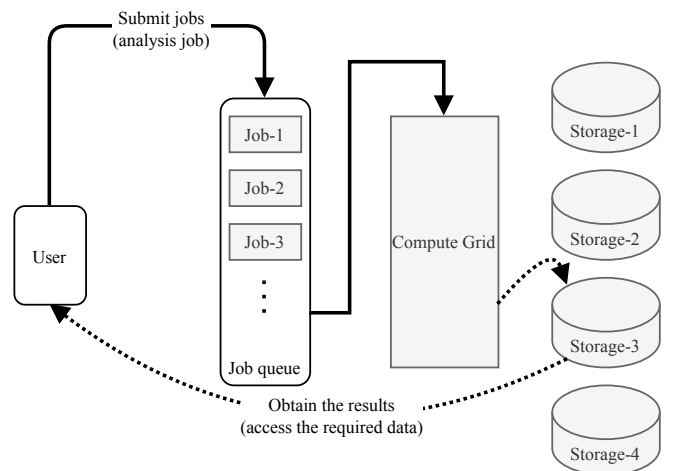 Submit jobs
(analysis job)
Job-1
Job-2
Job-3
Job queue
User
Compute Grid
Storage-1
Storage-2
Storage-3
Storage-4
Obtain the results
(access the required data)